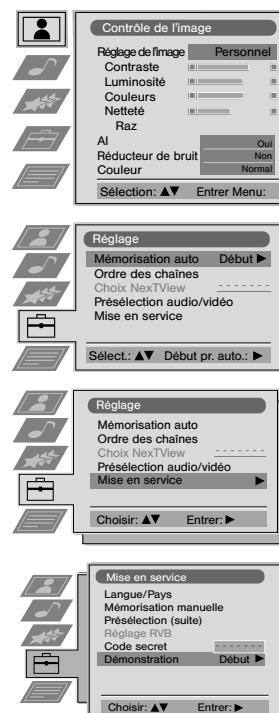 Contrôle de l'image
Réglage de l'image Personnel
Contraste
Luminosité
Couleurs
Netteté
Raz
AI Oui
Réducteur de bruit Non
Couleur Normal
Sélection: ▲▼ Entrer Menu:
Réglage
Mémorisation auto Début ▶
Ordre des chaînes
Choix NexTView - - - - - - -
Présélection audio/vidéo
Mise en service
Sélect.: ▲▼ Début pr. auto.: ▶
Réglage
Mémorisation auto
Ordre des chaînes
Choix NexTView - - - - - - -
Présélection audio/vidéo
Mise en service ▶
Choisir: ▲▼ Entrer: ▶
Mise en service
Langue/Pays
Mémorisation manuelle
Présélection (suite)
Réglage RVB
Code secret - - - - - - -
Démonstration Début ▶
Choisir: ▲▼ Entrer: ▶